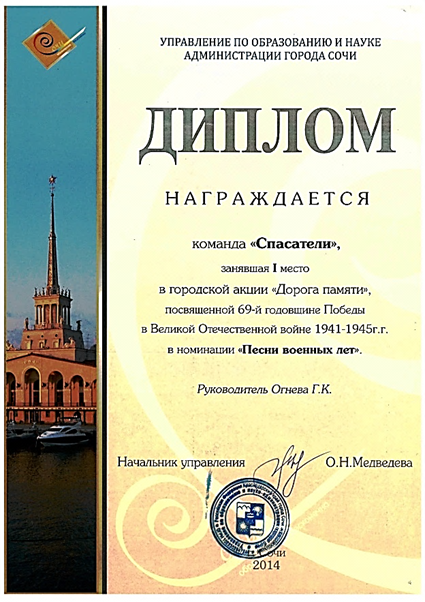 УПРАВЛЕНИЕ ПО ОБРАЗОВАНИЮ И НАУКЕ
АДМИНИСТРАЦИИ ГОРОДА СОЧИ
ДИПЛОМ
НАГРАЖДАЕТСЯ
команда «Спасатели»,
занявшая I место
в городской акции «Дорога памяти»,
посвященной 69-й годовщине Победы
в Великой Отечественной войне 1941-1945г.г.
в номинации «Песни военных лет».
Руководитель Огнева Г.К.
Начальник управления О.Н.Медведева
Сочи
2014